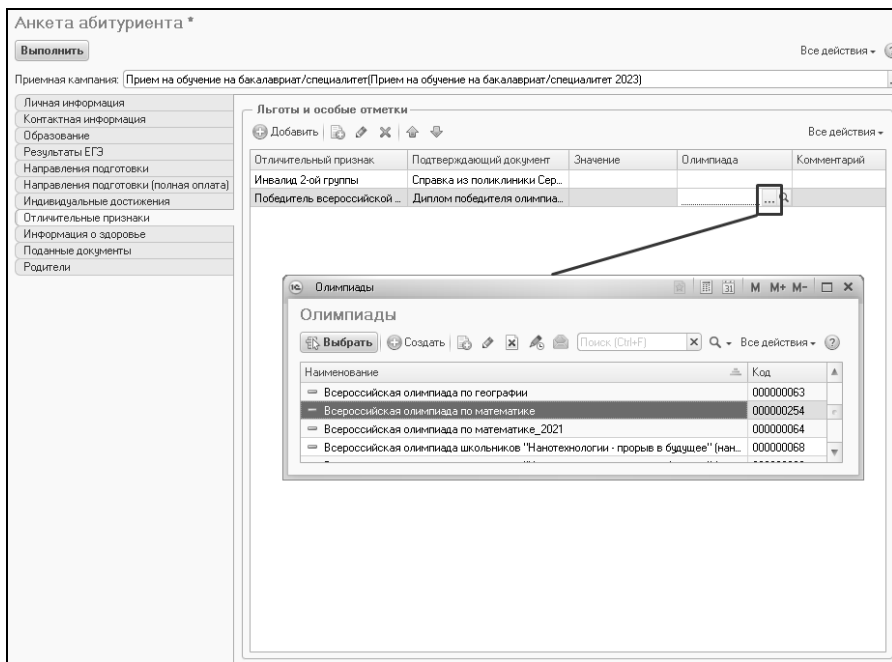 Анкета абитуриента *
Выполнить
Все действия
Приемная кампания: Прием на обучение на бакалавриат/специалитет(Прием на обучение на бакалавриат/специалитет 2023)
Личная информация
Контактная информация
Образование
Результаты ЕГЭ
Направления подготовки
Направления подготовки (полная оплата)
Индивидуальные достижения
Отличительные признаки
Информация о здоровье
Поданные документы
Родители
Льготы и особые отметки
Добавить
Все действия
Отличительный признак Подтверждающий документ Значение Олимпиада Комментарий
Инвалид 2-ой группы Справка из поликлиники Сер...
Победитель всероссийской ... Диплом победителя олимпиа... ...
1С Олимпиады 31 M M+ M-
Олимпиады
Выбрать Создать Поиск (Ctrl+F) Все действия ?
Наименование Код
Всероссийская олимпиада по географии 000000063
Всероссийская олимпиада по математике 000000254
Всероссийская олимпиада по математике_2021 000000064
Всероссийская олимпиада школьников "Нанотехнологии - прорыв в будущее" (нан... 000000068